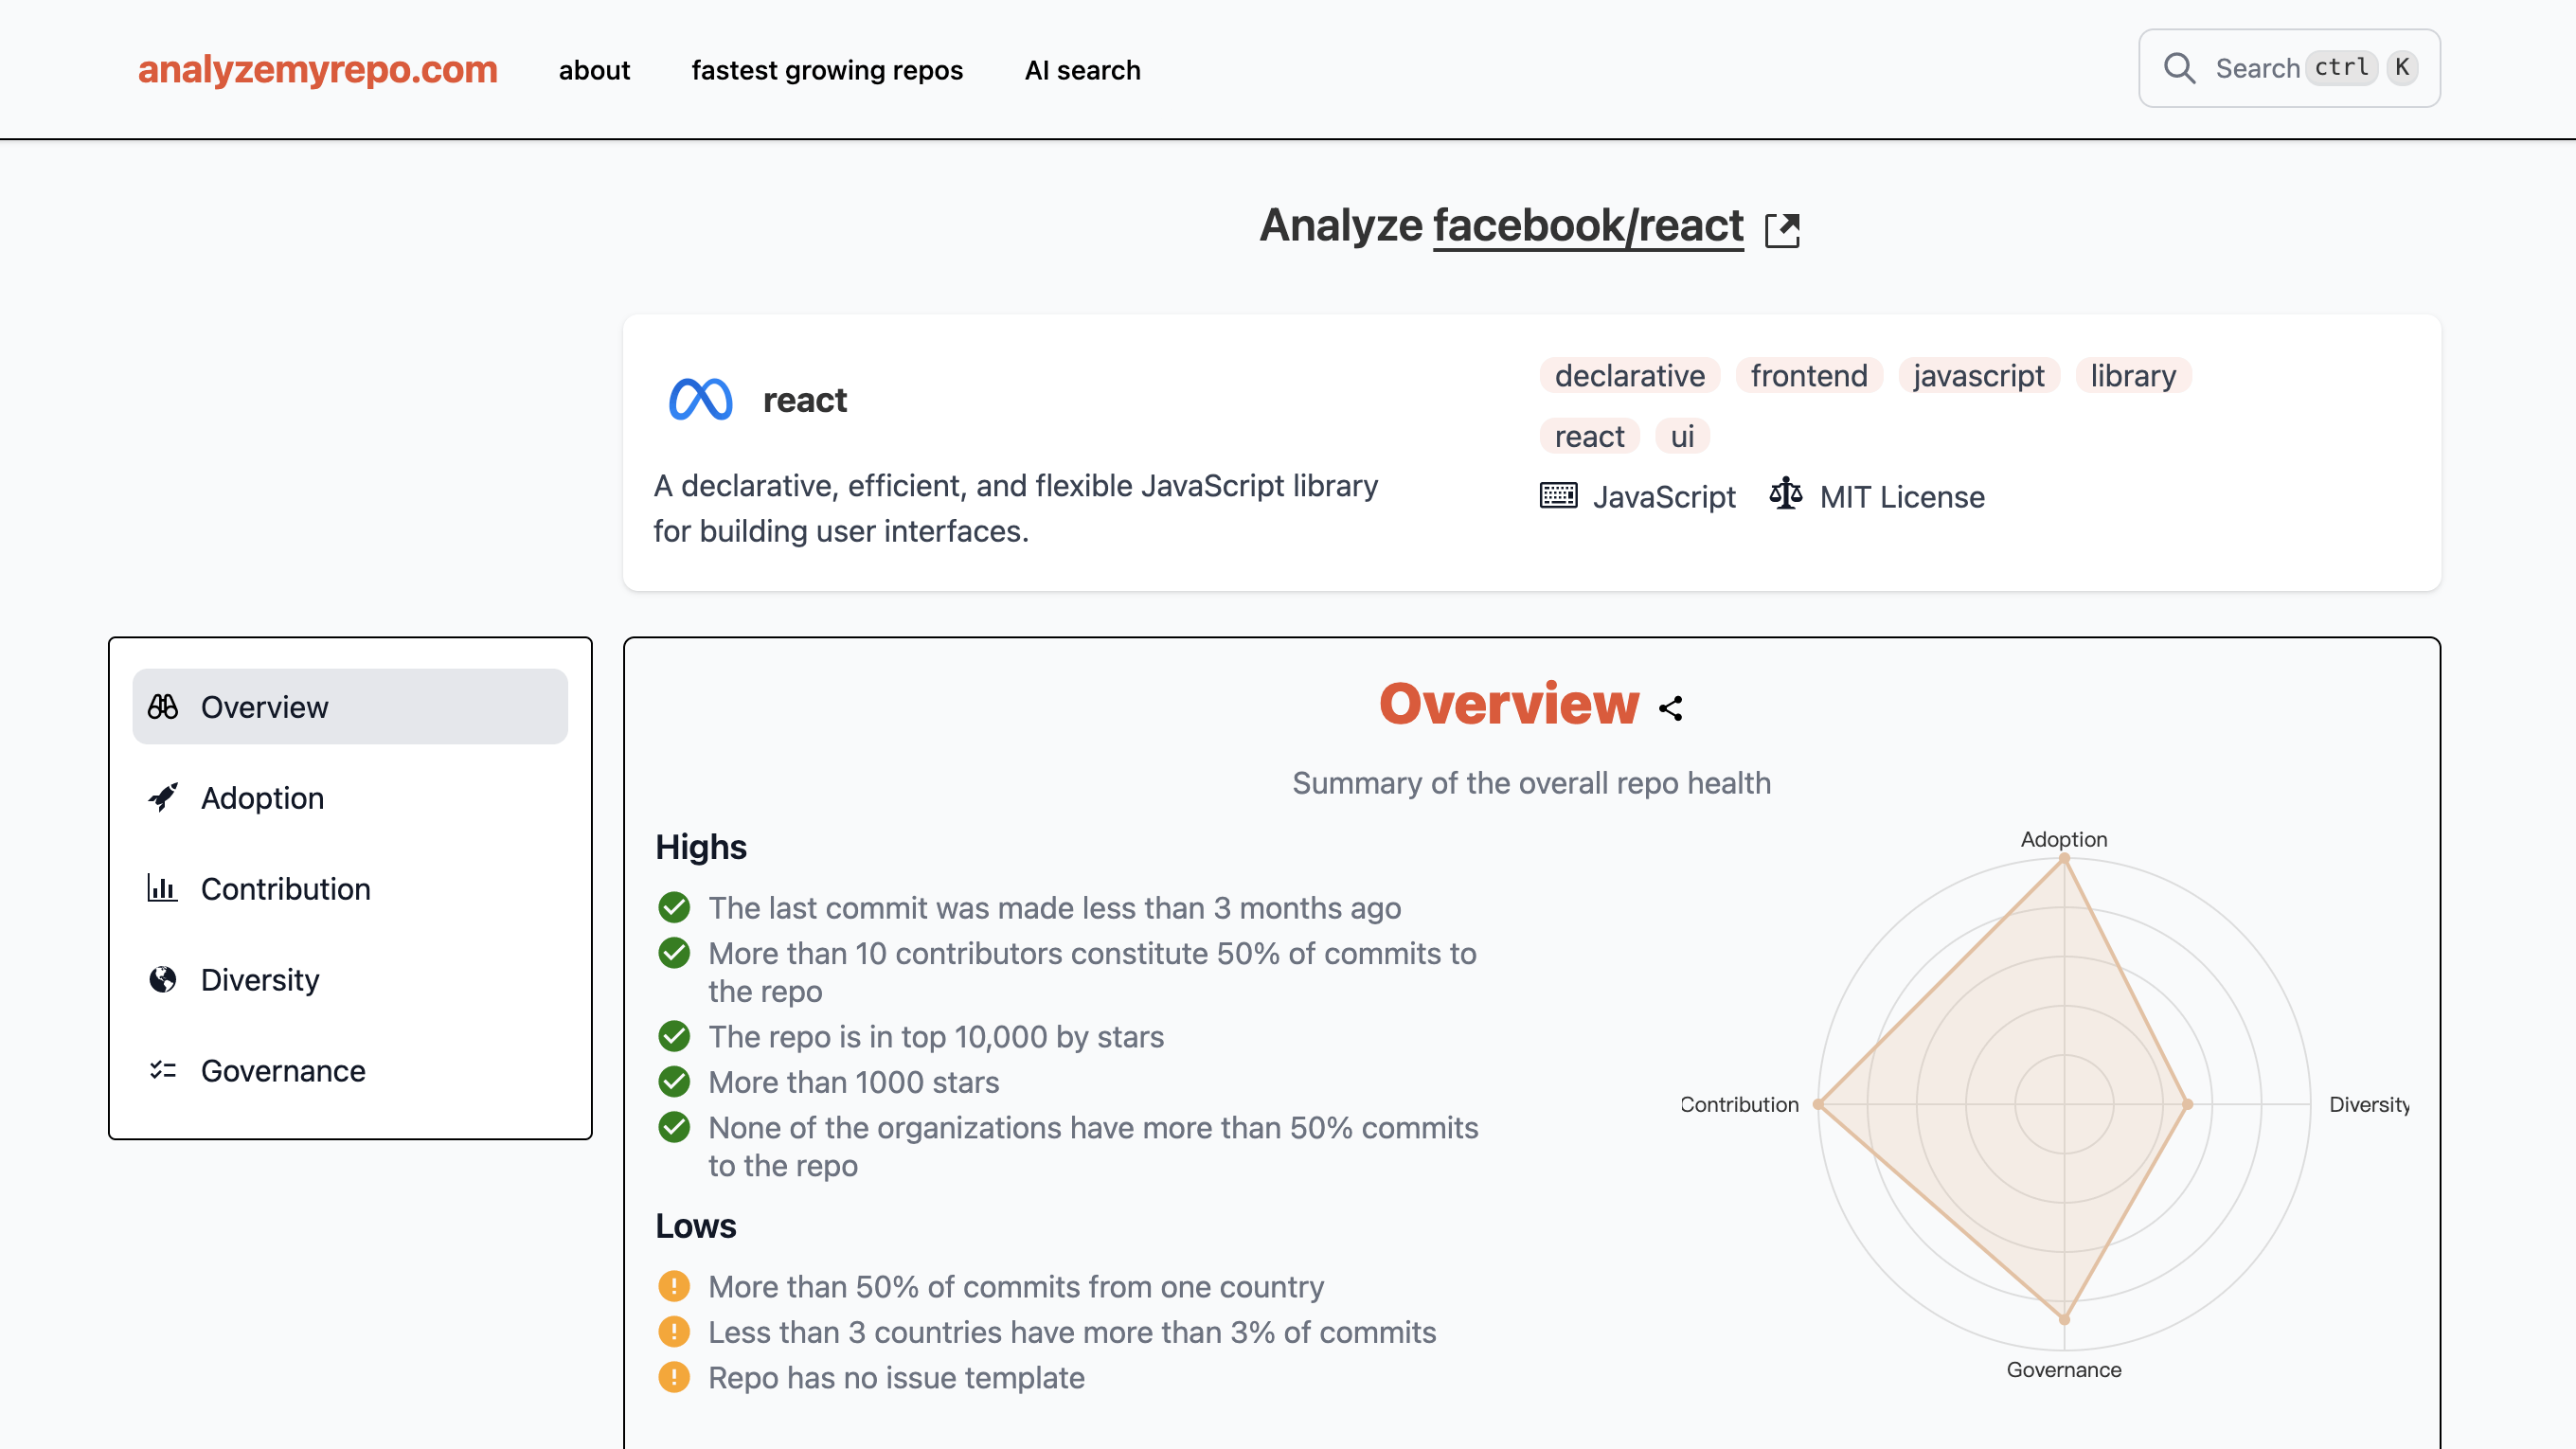 analyzemyrepo.com about fastest growing repos AI search Search ctrl K
Analyze facebook/react
react
A declarative, efficient, and flexible JavaScript library
for building user interfaces.
declarative frontend javascript library
react ui
JavaScript MIT License
Overview
Adoption
Contribution
Diversity
Governance
Overview
Summary of the overall repo health
Highs
The last commit was made less than 3 months ago
More than 10 contributors constitute 50% of commits to
the repo
The repo is in top 10,000 by stars
More than 1000 stars
None of the organizations have more than 50% commits
to the repo
Lows
More than 50% of commits from one country
Less than 3 countries have more than 3% of commits
Repo has no issue template
Adoption
Contribution
Diversity
Governance